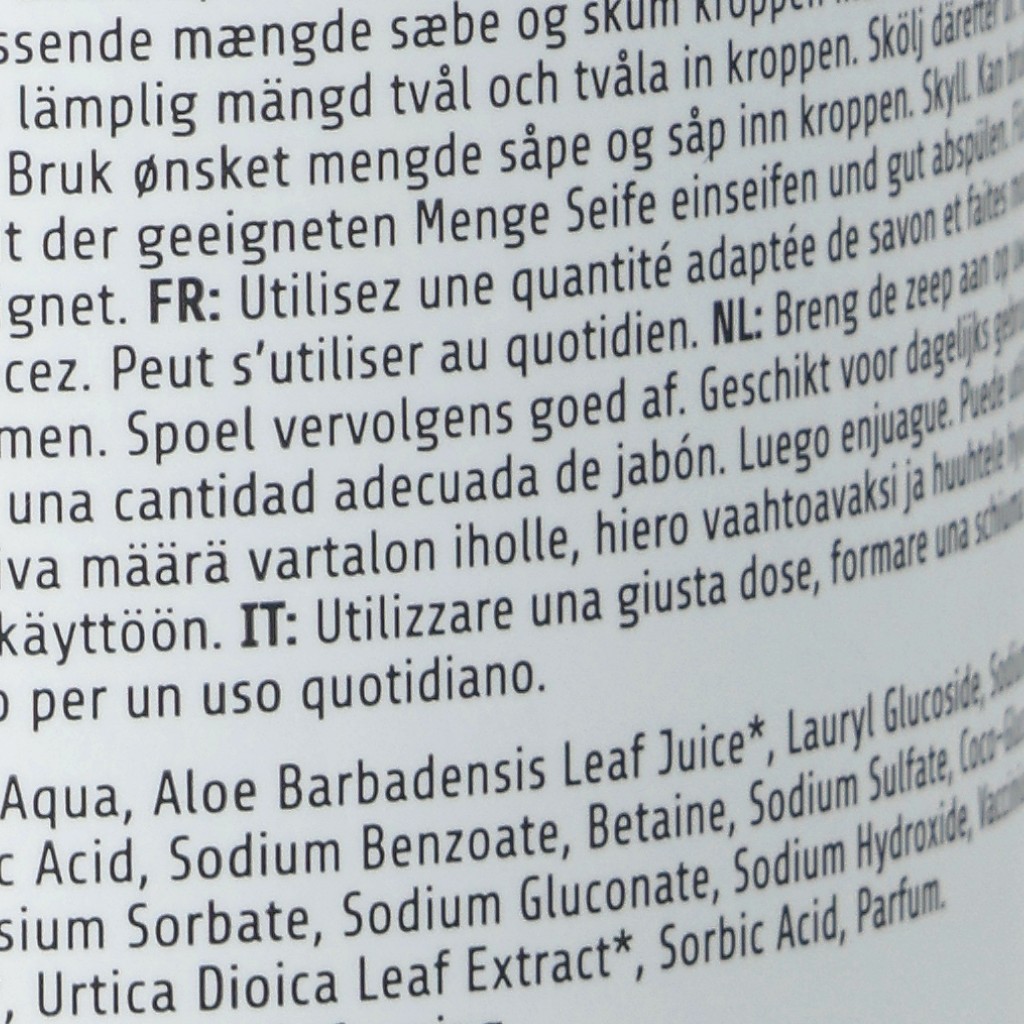 ssende mængde sæbe og skum kroppen
lämplig mängd tvål och tvåla in kroppen. Skölj därefter
Bruk ønsket mengde såpe og såp inn kroppen. Skyll. Kan
t der geeigneten Menge Seife einseifen und gut abspülen.
gnet. FR: Utilisez une quantité adaptée de savon et faites
cez. Peut s'utiliser au quotidien. NL: Breng de zeep aan op
men. Spoel vervolgens goed af. Geschikt voor dagelijks
una cantidad adecuada de jabón. Luego enjuague. Puede
iva määrä vartalon iholle, hiero vaahtoavaksi ja huuhtele
käyttöön. IT: Utilizzare una giusta dose, formare una
o per un uso quotidiano.
Aqua, Aloe Barbadensis Leaf Juice*, Lauryl Glucoside,
c Acid, Sodium Benzoate, Betaine, Sodium Sulfate,
sium Sorbate, Sodium Gluconate, Sodium Hydroxide,
, Urtica Dioica Leaf Extract*, Sorbic Acid, Parfum.